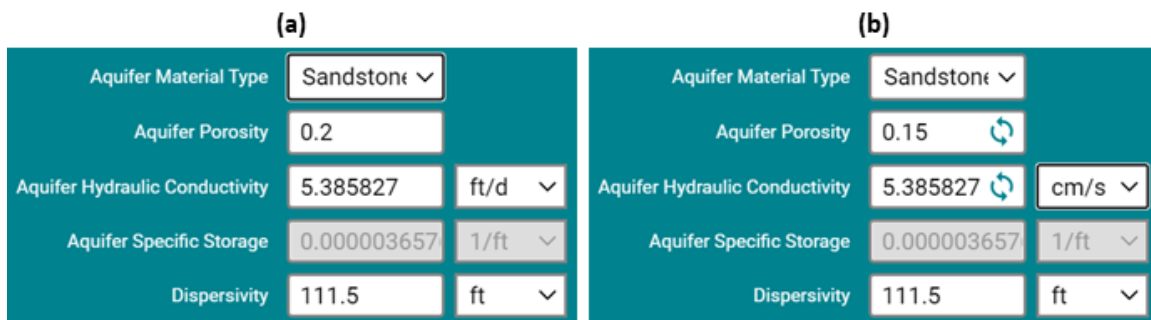 (a)
Aquifer Material Type Sandstone
Aquifer Porosity 0.2
Aquifer Hydraulic Conductivity 5.385827 ft/d
Aquifer Specific Storage 0.000003657 1/ft
Dispersivity 111.5 ft
(b)
Aquifer Material Type Sandstone
Aquifer Porosity 0.15
Aquifer Hydraulic Conductivity 5.385827 cm/s
Aquifer Specific Storage 0.000003657 1/ft
Dispersivity 111.5 ft